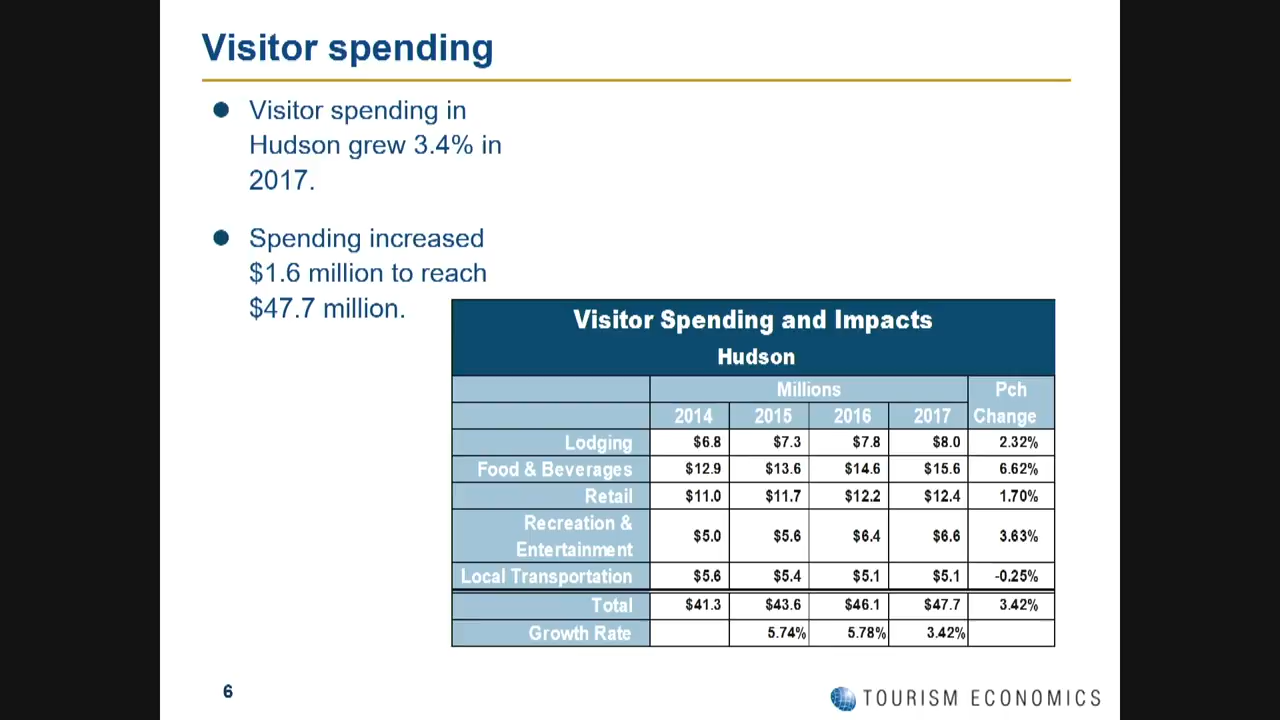 Visitor spending
● Visitor spending in
Hudson grew 3.4% in
2017.
● Spending increased
$1.6 million to reach
$47.7 million.
Visitor Spending and Impacts
Hudson
Millions Pch
2014 2015 2016 2017 Change
Lodging $6.8 $7.3 $7.8 $8.0 2.32%
Food & Beverages $12.9 $13.6 $14.6 $15.6 6.62%
Retail $11.0 $11.7 $12.2 $12.4 1.70%
Recreation &
Entertainment $5.0 $5.6 $6.4 $6.6 3.63%
Local Transportation $5.6 $5.4 $5.1 $5.1 -0.25%
Total $41.3 $43.6 $46.1 $47.7 3.42%
Growth Rate 5.74% 5.78% 3.42%
6
TOURISM ECONOMICS